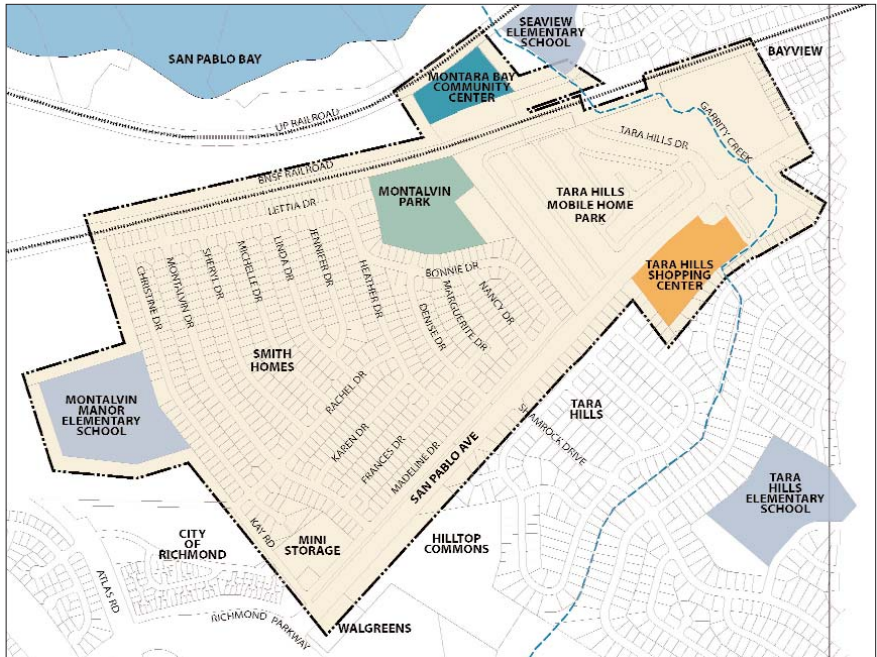 SEAVIEW
ELEMENTARY
SCHOOL
SAN PABLO BAY
BAYVIEW
MONTARA BAY
COMMUNITY
CENTER
UP RAILROAD
GARRITY CREEK
TARA HILLS DR
BNSF RAILROAD
MONTALVIN
PARK
TARA HILLS
MOBILE HOME
PARK
LETTIA DR
JENNIFER DR
LINDA DR
MICHELLE DR
SHERYL DR
MONTALVIN DR
CHRISTINE DR
HEATHER DR
BONNIE DR
TARA HILLS
SHOPPING
CENTER
NANCY DR
MARGUERITE DR
DENISE DR
SMITH
HOMES
RACHEL DR
MONTALVIN
MANOR
ELEMENTARY
SCHOOL
TARA
HILLS
SHAMROCK DRIVE
KAREN DR
FRANCES DR
MADELINE DR
SAN PABLO AVE
TARA
HILLS
ELEMENTARY
SCHOOL
KAY RD
CITY
OF
RICHMOND
MINI
STORAGE
HILLTOP
COMMONS
ATLAS RD
RICHMOND PARKWAY
WALGREENS